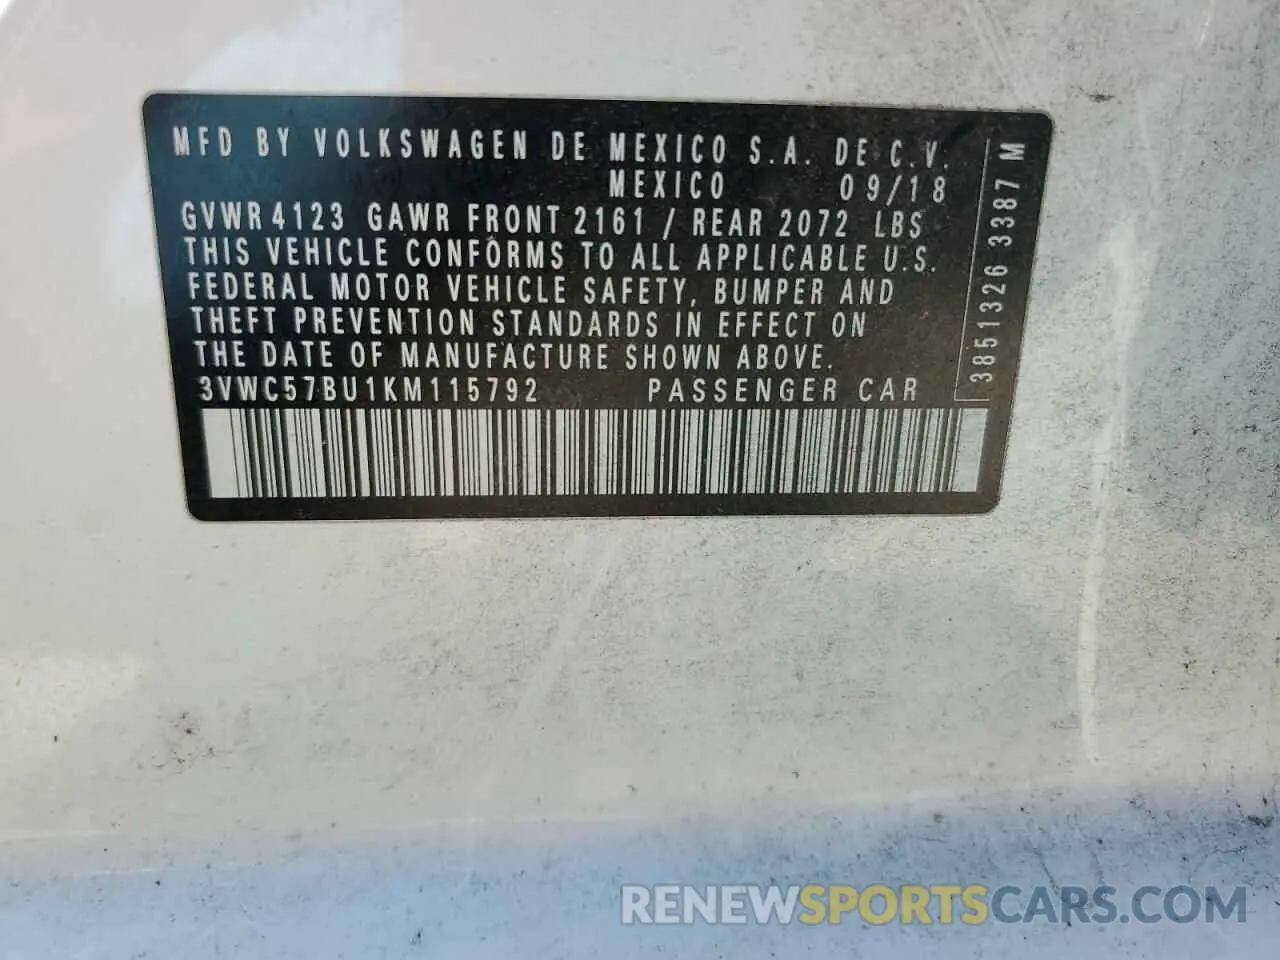 MFD BY VOLKSWAGEN DE MEXICO S.A. DE C.V.
MEXICO 09/18
GVWR 4123 GAWR FRONT 2161 / REAR 2072 LBS
THIS VEHICLE CONFORMS TO ALL APPLICABLE U.S.
FEDERAL MOTOR VEHICLE SAFETY, BUMPER AND
THEFT PREVENTION STANDARDS IN EFFECT ON
THE DATE OF MANUFACTURE SHOWN ABOVE.
3VWC57BU1KM115792 PASSENGER CAR
3851326 3387 M
RENEWSPORTSCARS.COM